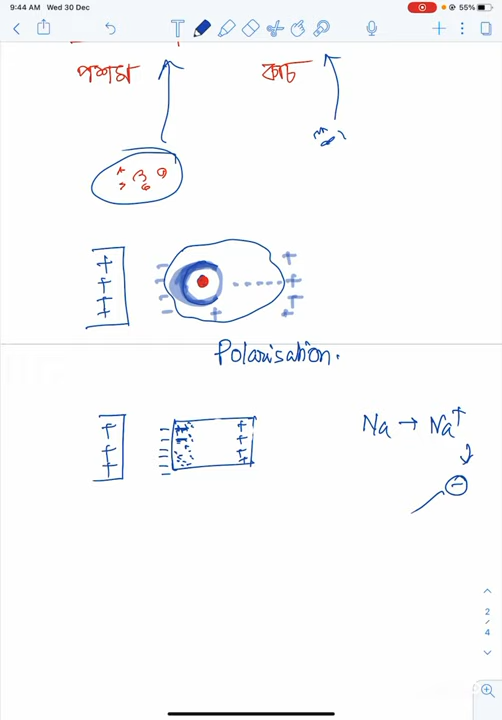 9:44 AM Wed 30 Dec
55%
পশম
কাচ
+ - +
+ - +
+ - + +
Polarisation.
+ - +
+ - +
+ - +
Na → Na+
-
2
/
4